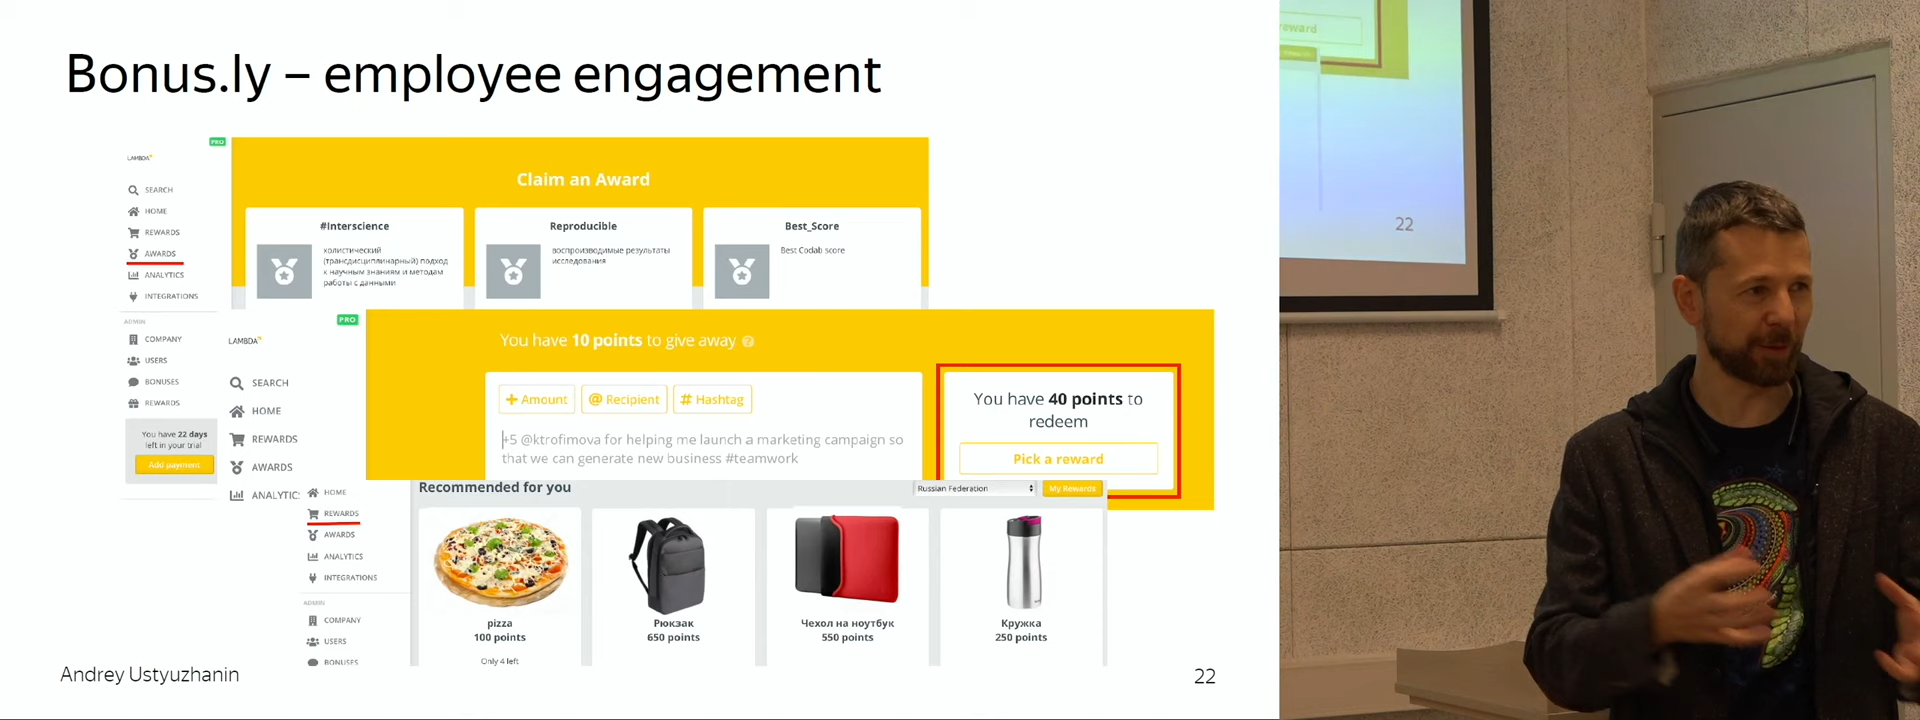 Bonus.ly – employee engagement
PRO
LAMBDA
SEARCH
HOME
REWARDS
AWARDS
ANALYTICS
INTEGRATIONS
ADMIN
COMPANY
USERS
BONUSES
REWARDS
You have 22 days
left in your trial
Add payment
Claim an Award
#Interscience
холистический
(трансдисциплинарный) подход
к научным знаниям и методам
работы с данными
Reproducible
воспроизводимые результаты
исследования
Best_Score
Best Codab score
PRO
LAMBDA
SEARCH
HOME
REWARDS
AWARDS
ANALYTIC
You have 10 points to give away
+ Amount
@ Recipient
# Hashtag
+5 @ktrofimova for helping me launch a marketing campaign so
that we can generate new business #teamwork
You have 40 points to
redeem
Pick a reward
HOME
REWARDS
AWARDS
ANALYTICS
INTEGRATIONS
ADMIN
COMPANY
USERS
BONUSES
Recommended for you
Russian Federation
My Rewards
pizza
100 points
Only 4 left
Рюкзак
650 points
Чехол на ноутбук
550 points
Кружка
250 points
Andrey Ustyuzhanin
22
reward
22